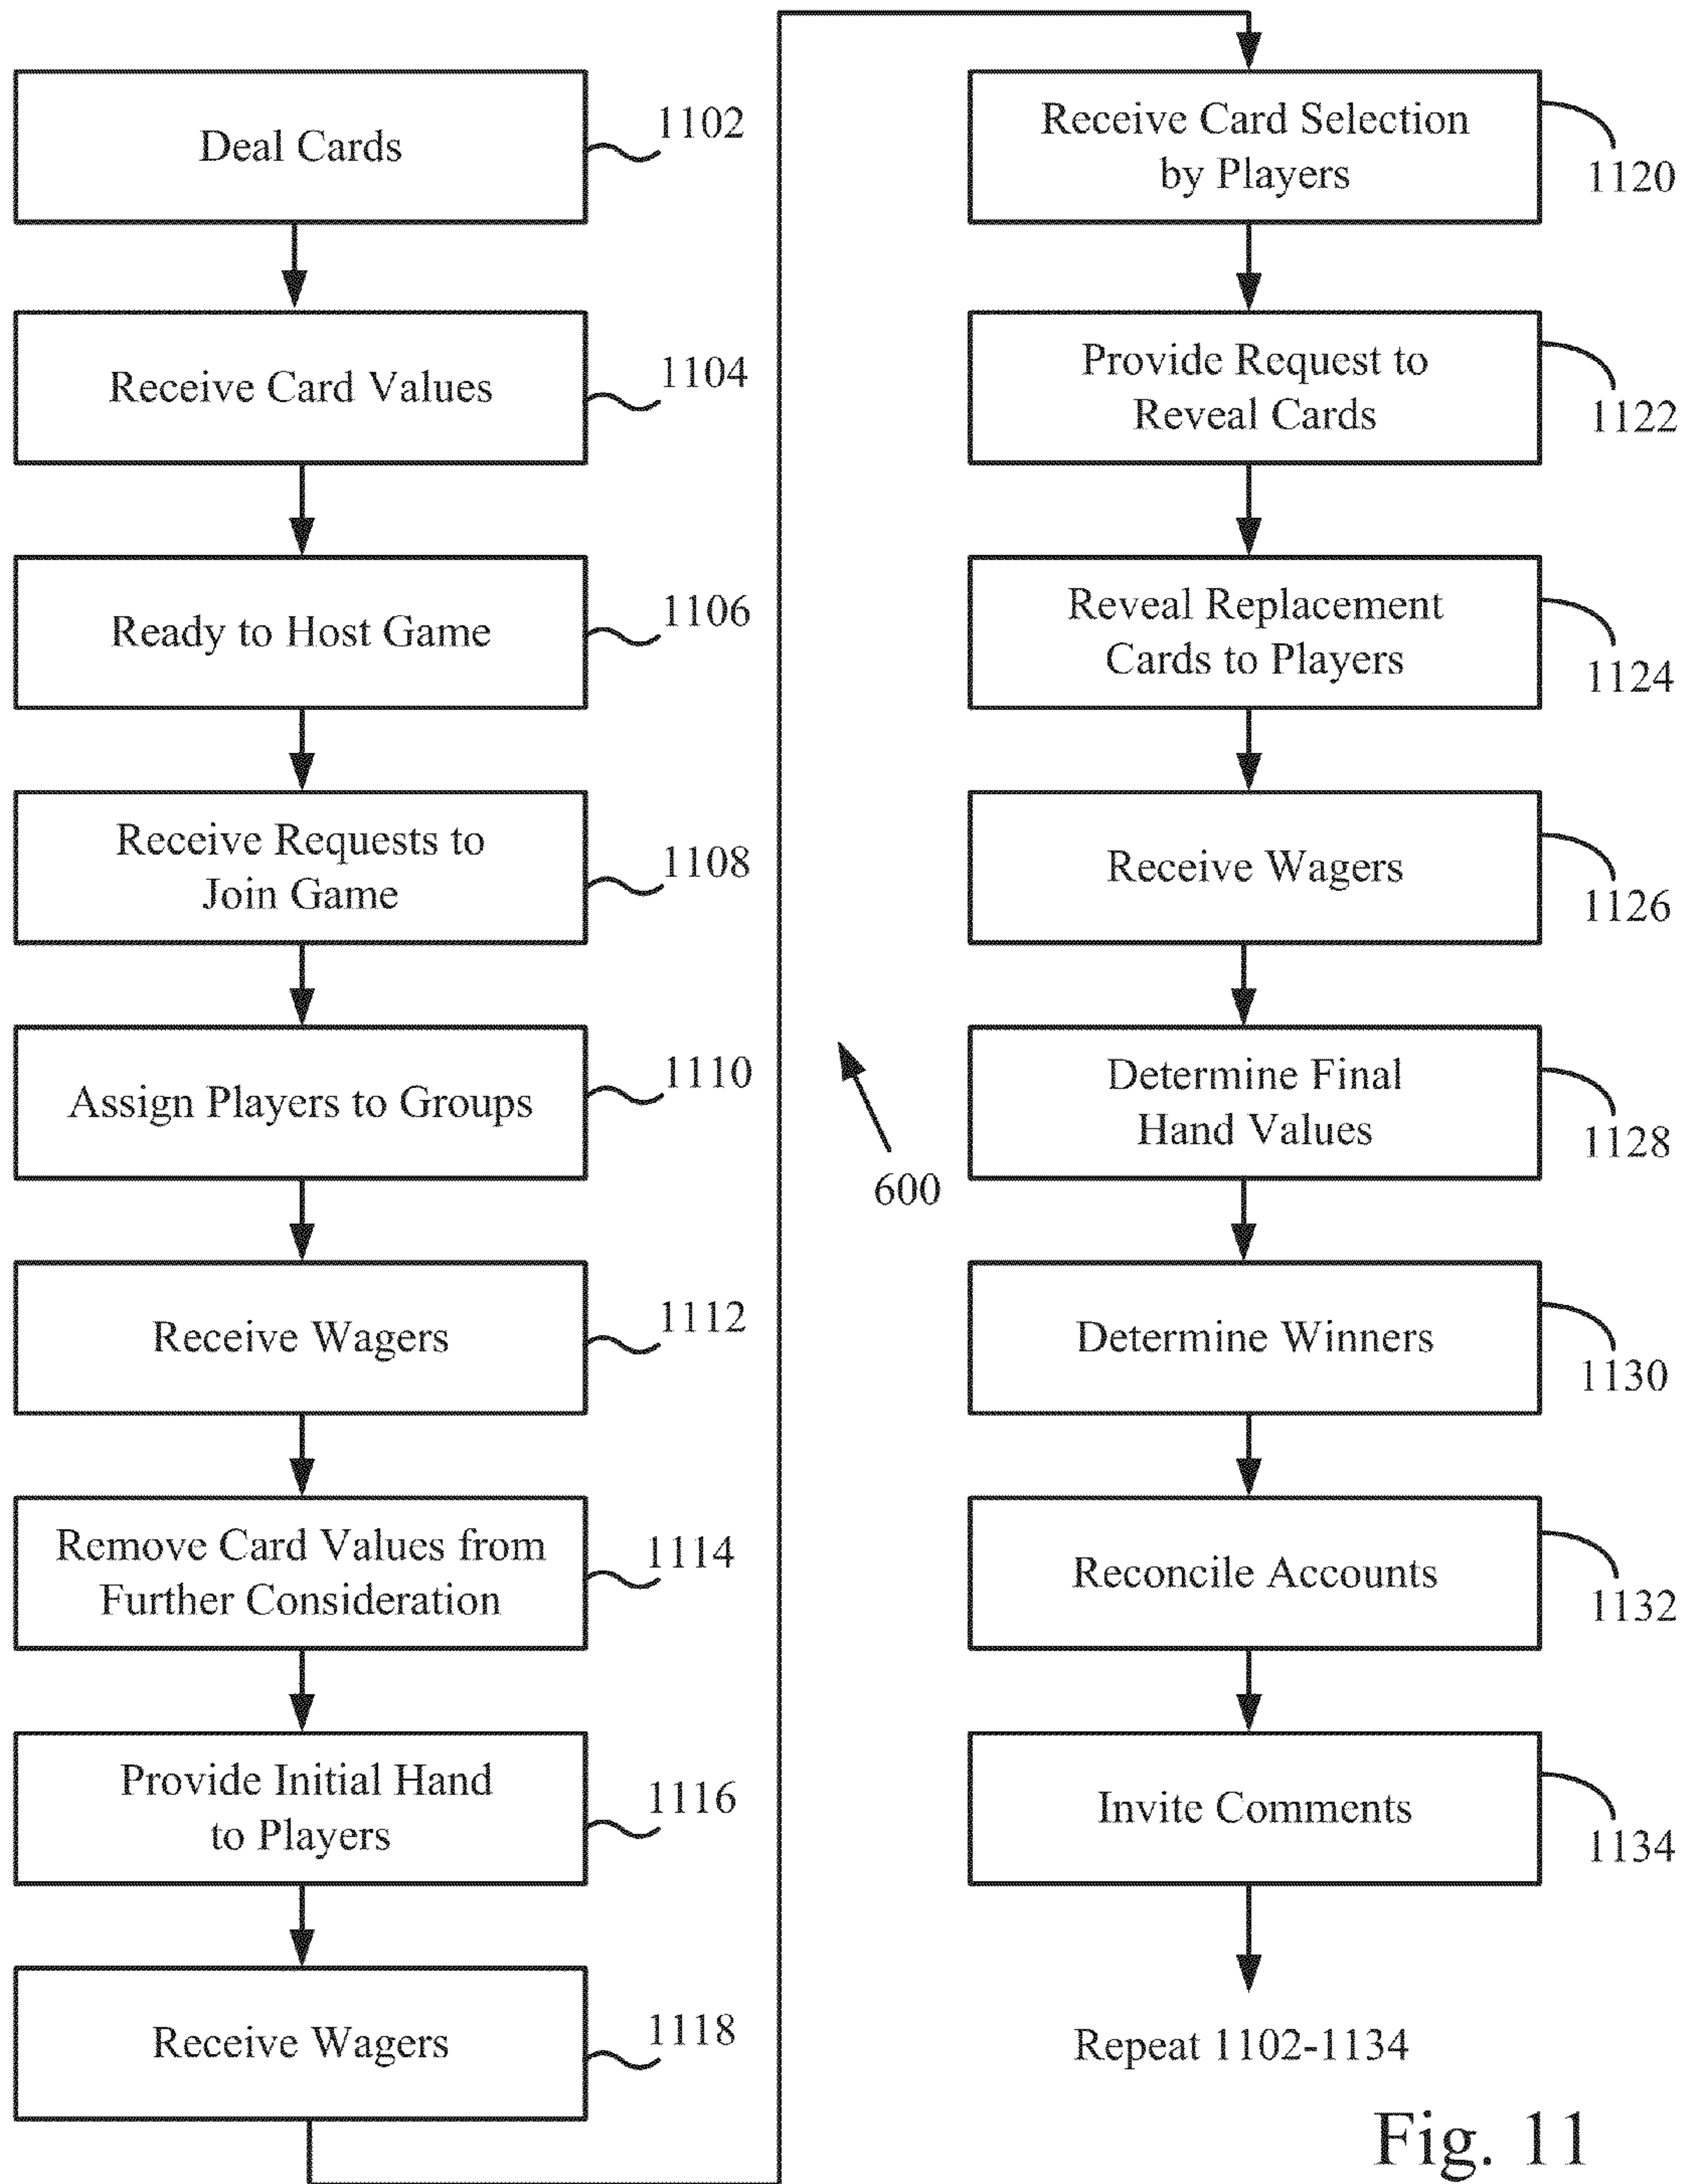 Deal Cards
1102
Receive Card Values
1104
Ready to Host Game
1106
Receive Requests to
Join Game
1108
Assign Players to Groups
1110
Receive Wagers
1112
Remove Card Values from
Further Consideration
1114
Provide Initial Hand
to Players
1116
Receive Wagers
1118
600
Receive Card Selection
by Players
1120
Provide Request to
Reveal Cards
1122
Reveal Replacement
Cards to Players
1124
Receive Wagers
1126
Determine Final
Hand Values
1128
Determine Winners
1130
Reconcile Accounts
1132
Invite Comments
1134
Repeat 1102-1134
Fig. 11